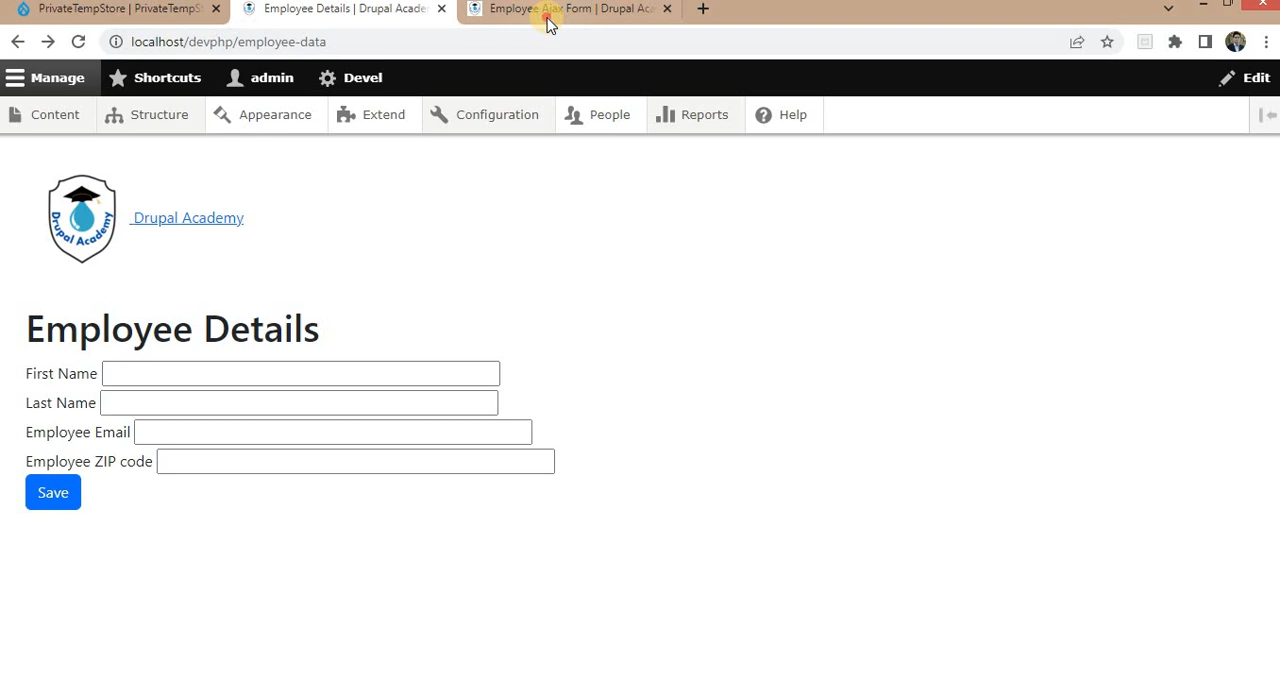 PrivateTempStore | PrivateTempS
Employee Details | Drupal Acade
Employee Ajax Form | Drupal Aca
localhost/devphp/employee-data
Manage Shortcuts admin Devel Edit
Content Structure Appearance Extend Configuration People Reports Help
Drupal Academy
Drupal Academy
Employee Details
First Name
Last Name
Employee Email
Employee ZIP code
Save